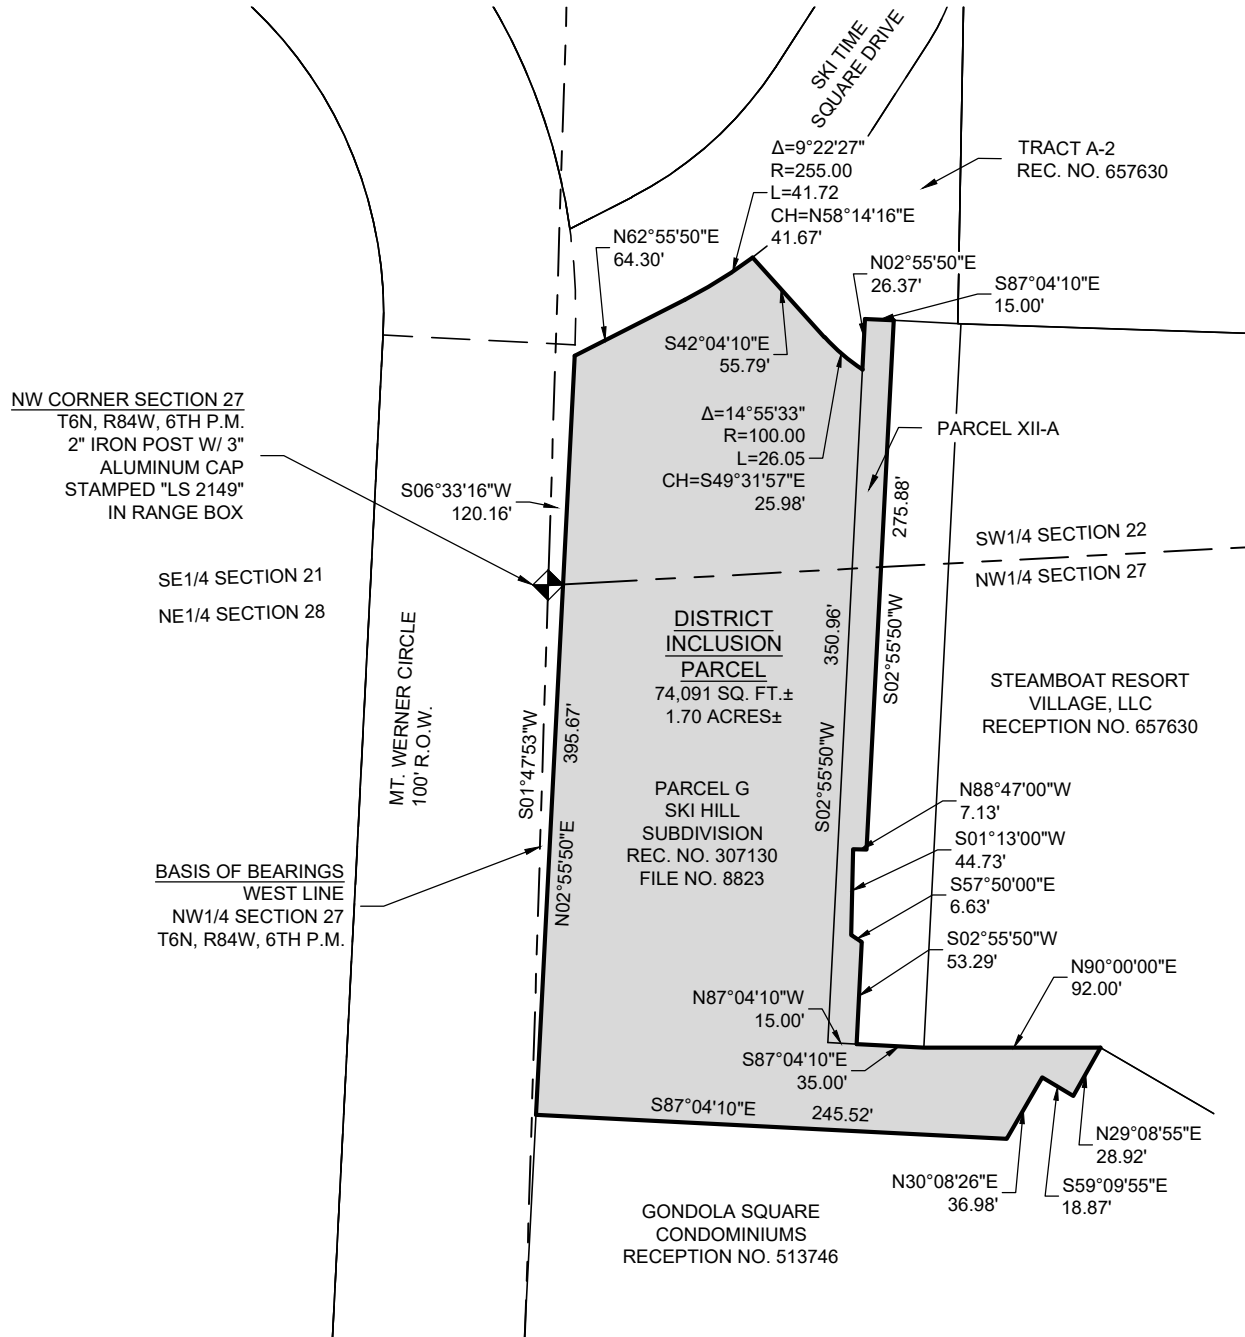 SKI TIME
SQUARE DRIVE
Δ=9°22'27"
R=255.00
L=41.72
CH=N58°14'16"E
41.67'
TRACT A-2
REC. NO. 657630
N62°55'50"E
64.30'
N02°55'50"E
26.37'
S87°04'10"E
15.00'
S42°04'10"E
55.79'
NW CORNER SECTION 27
T6N, R84W, 6TH P.M.
2" IRON POST W/ 3"
ALUMINUM CAP
STAMPED "LS 2149"
IN RANGE BOX
Δ=14°55'33"
R=100.00
L=26.05
CH=S49°31'57"E
25.98'
PARCEL XII-A
S06°33'16"W
120.16'
275.88'
S02°55'50"W
SW1/4 SECTION 22
NW1/4 SECTION 27
SE1/4 SECTION 21
NE1/4 SECTION 28
MT. WERNER CIRCLE
100' R.O.W.
DISTRICT
INCLUSION
PARCEL
74,091 SQ. FT.±
1.70 ACRES±
350.96'
S02°55'50"W
STEAMBOAT RESORT
VILLAGE, LLC
RECEPTION NO. 657630
S01°47'53"W
395.67'
N02°55'50"E
PARCEL G
SKI HILL
SUBDIVISION
REC. NO. 307130
FILE NO. 8823
N88°47'00"W
7.13'
S01°13'00"W
44.73'
S57°50'00"E
6.63'
S02°55'50"W
53.29'
BASIS OF BEARINGS
WEST LINE
NW1/4 SECTION 27
T6N, R84W, 6TH P.M.
N90°00'00"E
92.00'
N87°04'10"W
15.00'
S87°04'10"E
35.00'
S87°04'10"E 245.52'
N29°08'55"E
28.92'
N30°08'26"E
36.98'
S59°09'55"E
18.87'
GONDOLA SQUARE
CONDOMINIUMS
RECEPTION NO. 513746